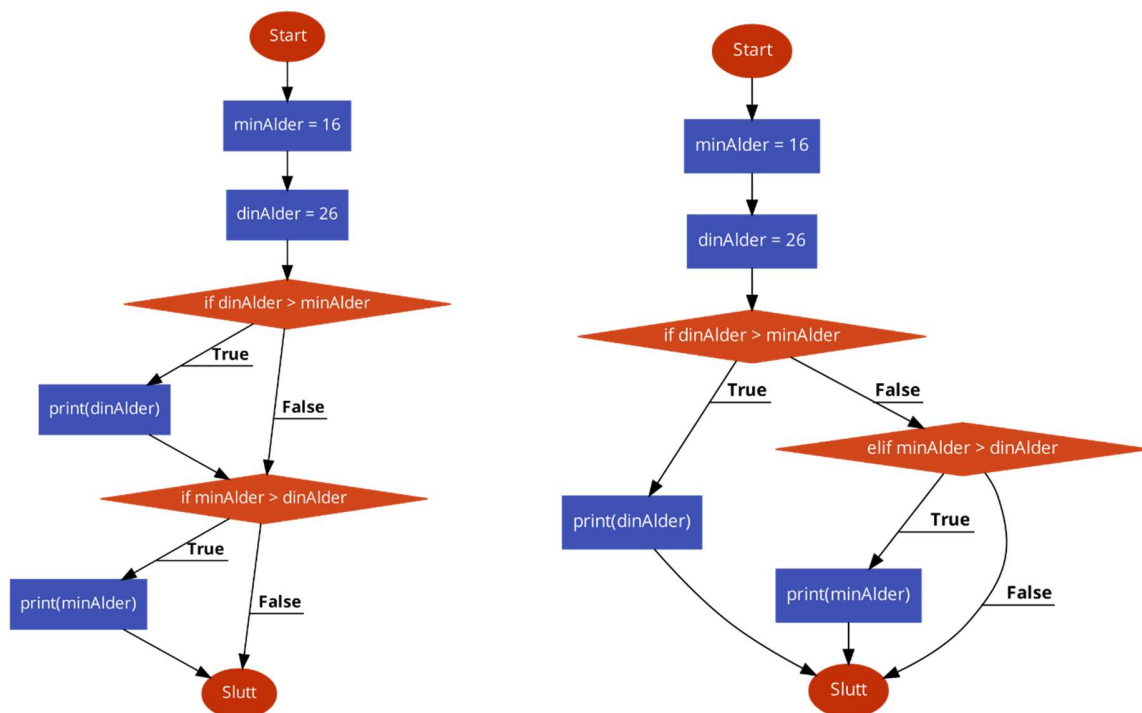 Start
minAlder = 16
dinAlder = 26
if dinAlder > minAlder
True
print(dinAlder)
False
if minAlder > dinAlder
True
print(minAlder)
False
Slutt
Start
minAlder = 16
dinAlder = 26
if dinAlder > minAlder
True
False
elif minAlder > dinAlder
print(dinAlder)
True
print(minAlder)
False
Slutt